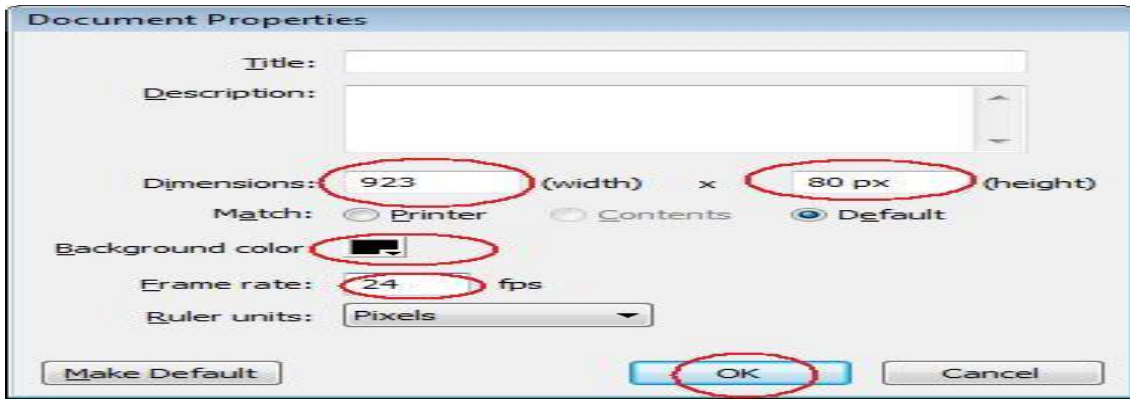 Document Properties
Title:
Description:
Dimensions: 923 (width) x 80 px (height)
Match: Printer Contents Default
Background color
Frame rate: 24 fps
Ruler units: Pixels
Make Default OK Cancel